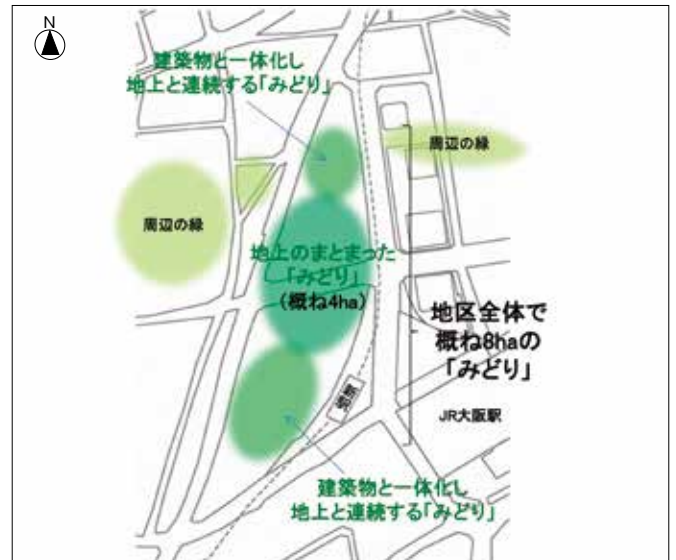 N
建築物と一体化し
地上と連続する「みどり」
周辺の緑
周辺の緑
地上のまとまった
「みどり」
(概ね4ha)
地区全体で
概ね8haの
「みどり」
新駅
JR大阪駅
建築物と一体化し
地上と連続する「みどり」